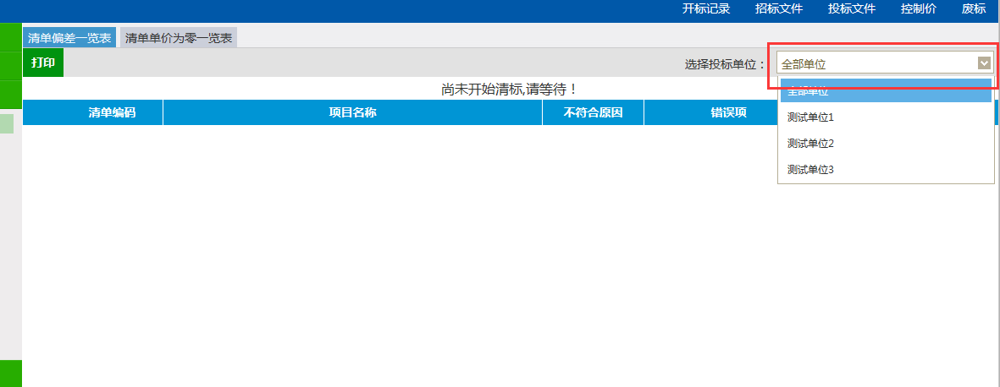 开标记录 招标文件 投标文件 控制价 废标
清单偏差一览表 清单单价为零一览表
打印 选择投标单位： 全部单位
全部单位
尚未开始清标,请等待！
清单编码 项目名称 不符合原因 错误项
测试单位1
测试单位2
测试单位3